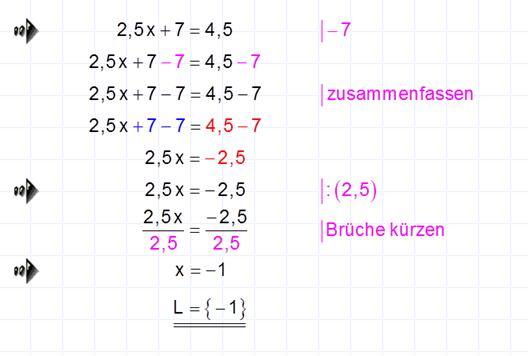 2,5x + 7 = 4,5 |− 7
2,5x + 7 − 7 = 4,5 − 7
2,5x + 7 − 7 = 4,5 − 7 |zusammenfassen
2,5x + 7 − 7 = 4,5 − 7
2,5x = −2,5
2,5x = −2,5 |:(2,5)
2,5x/2,5 = −2,5/2,5 |Brüche kürzen
x = −1
L = {−1}